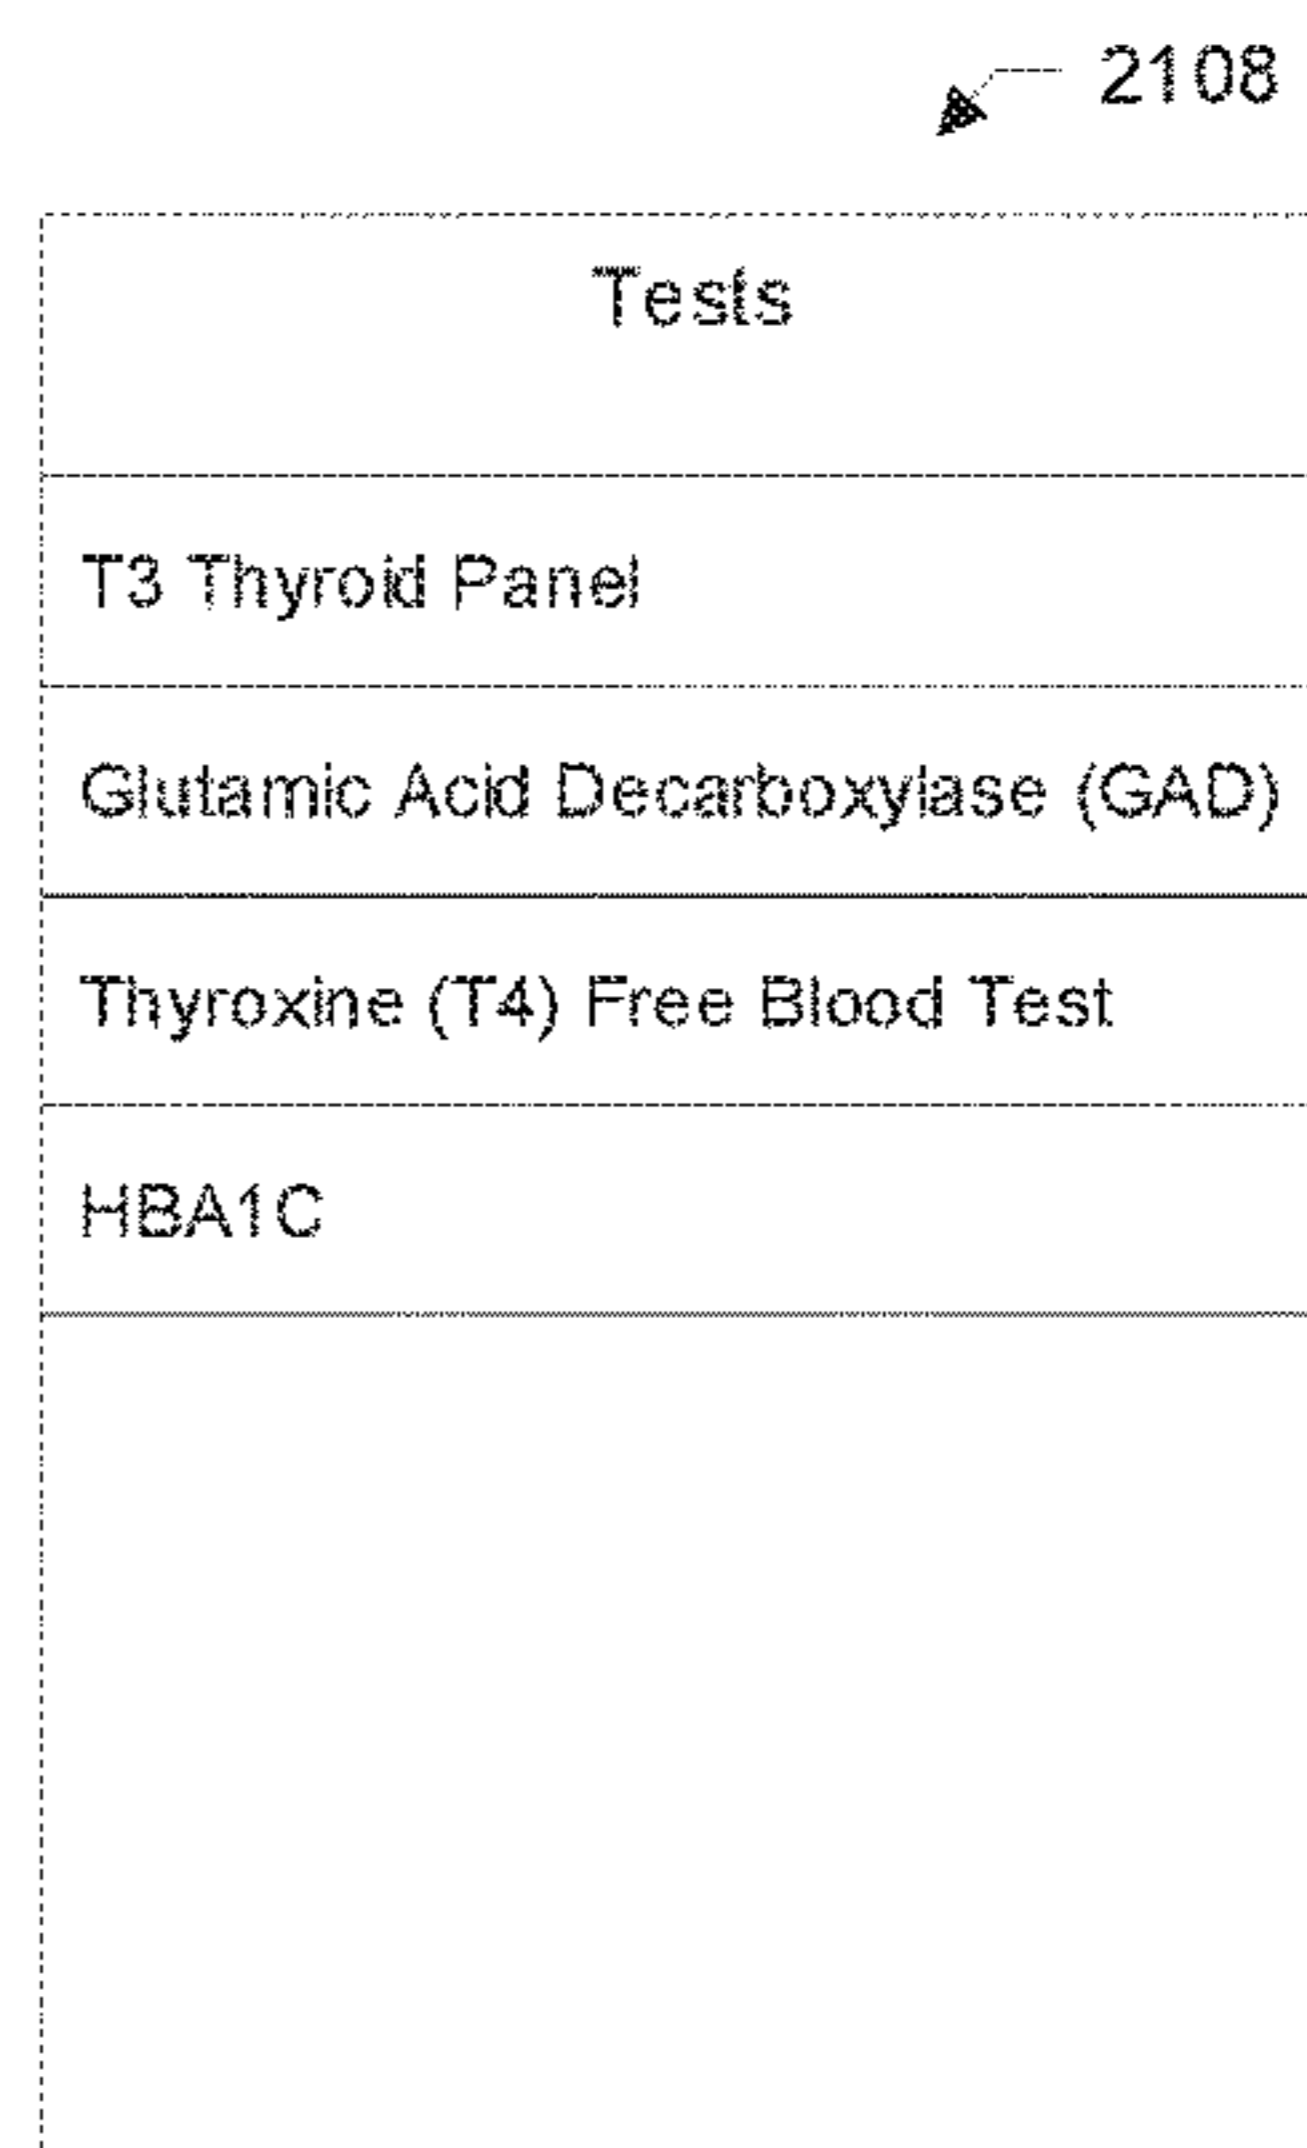 2108
Tests
T3 Thyroid Panel
Glutamic Acid Decarboxylase (GAD)
Thyroxine (T4) Free Blood Test
HBA1C